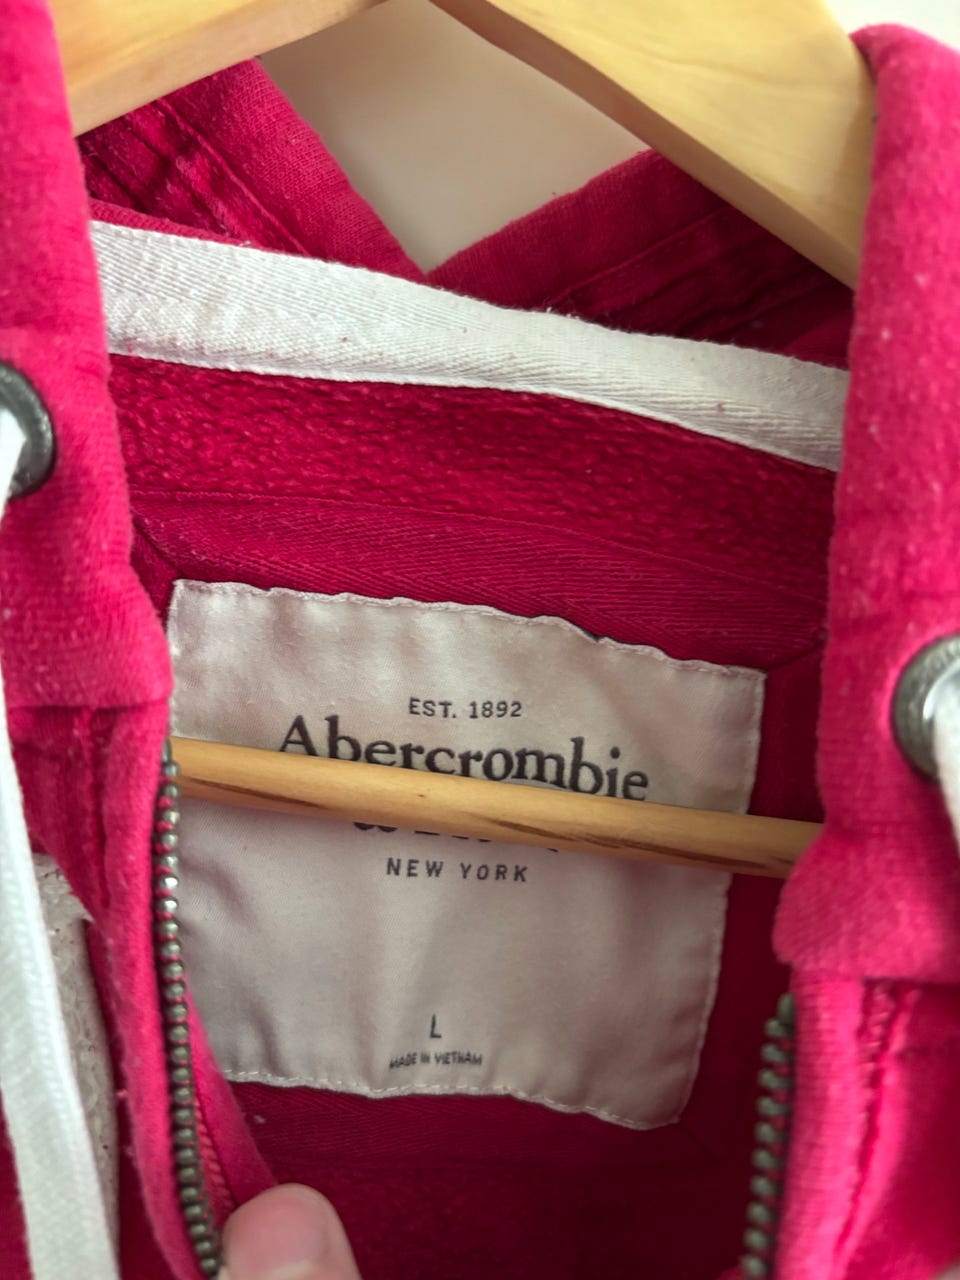 EST. 1892
Abercrombie
NEW YORK
L
MADE IN VIETNAM